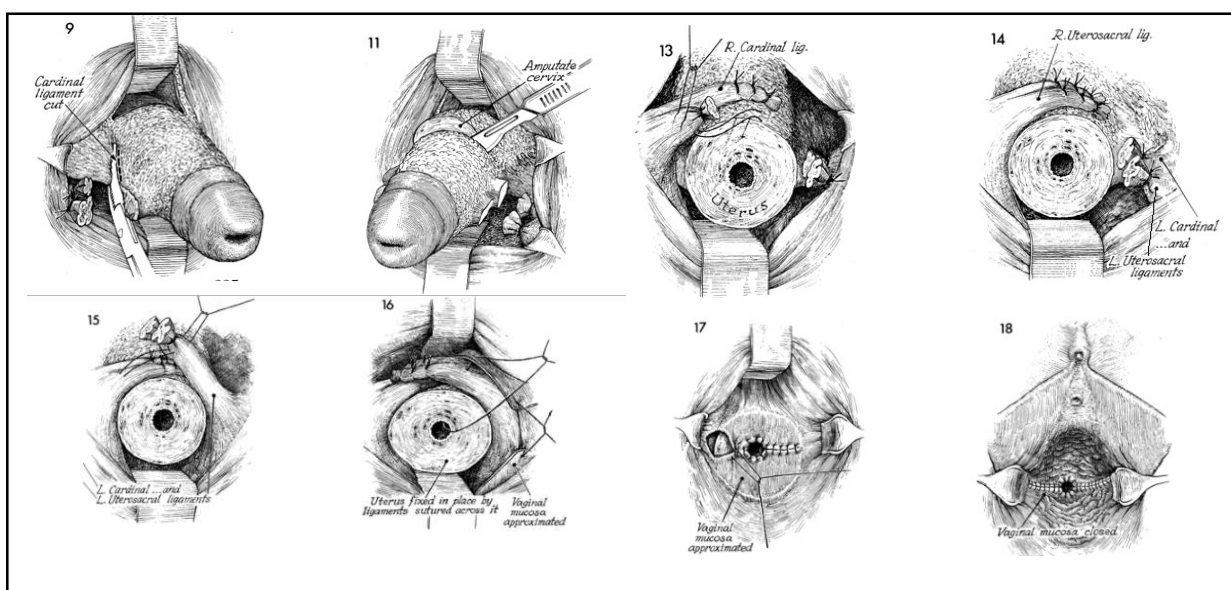 9
Cardinal
ligament
cut
11
Amputate
cervix
13
R. Cardinal lig.
Uterus
14
R. Uterosacral lig.
L. Cardinal
...and
L. Uterosacral
ligaments
15
L. Cardinal ...and
L. Uterosacral ligaments
16
Uterus fixed in place by
ligaments sutured across it
Vaginal
mucosa
approximated
17
Vaginal
mucosa
approximated
18
Vaginal mucosa closed